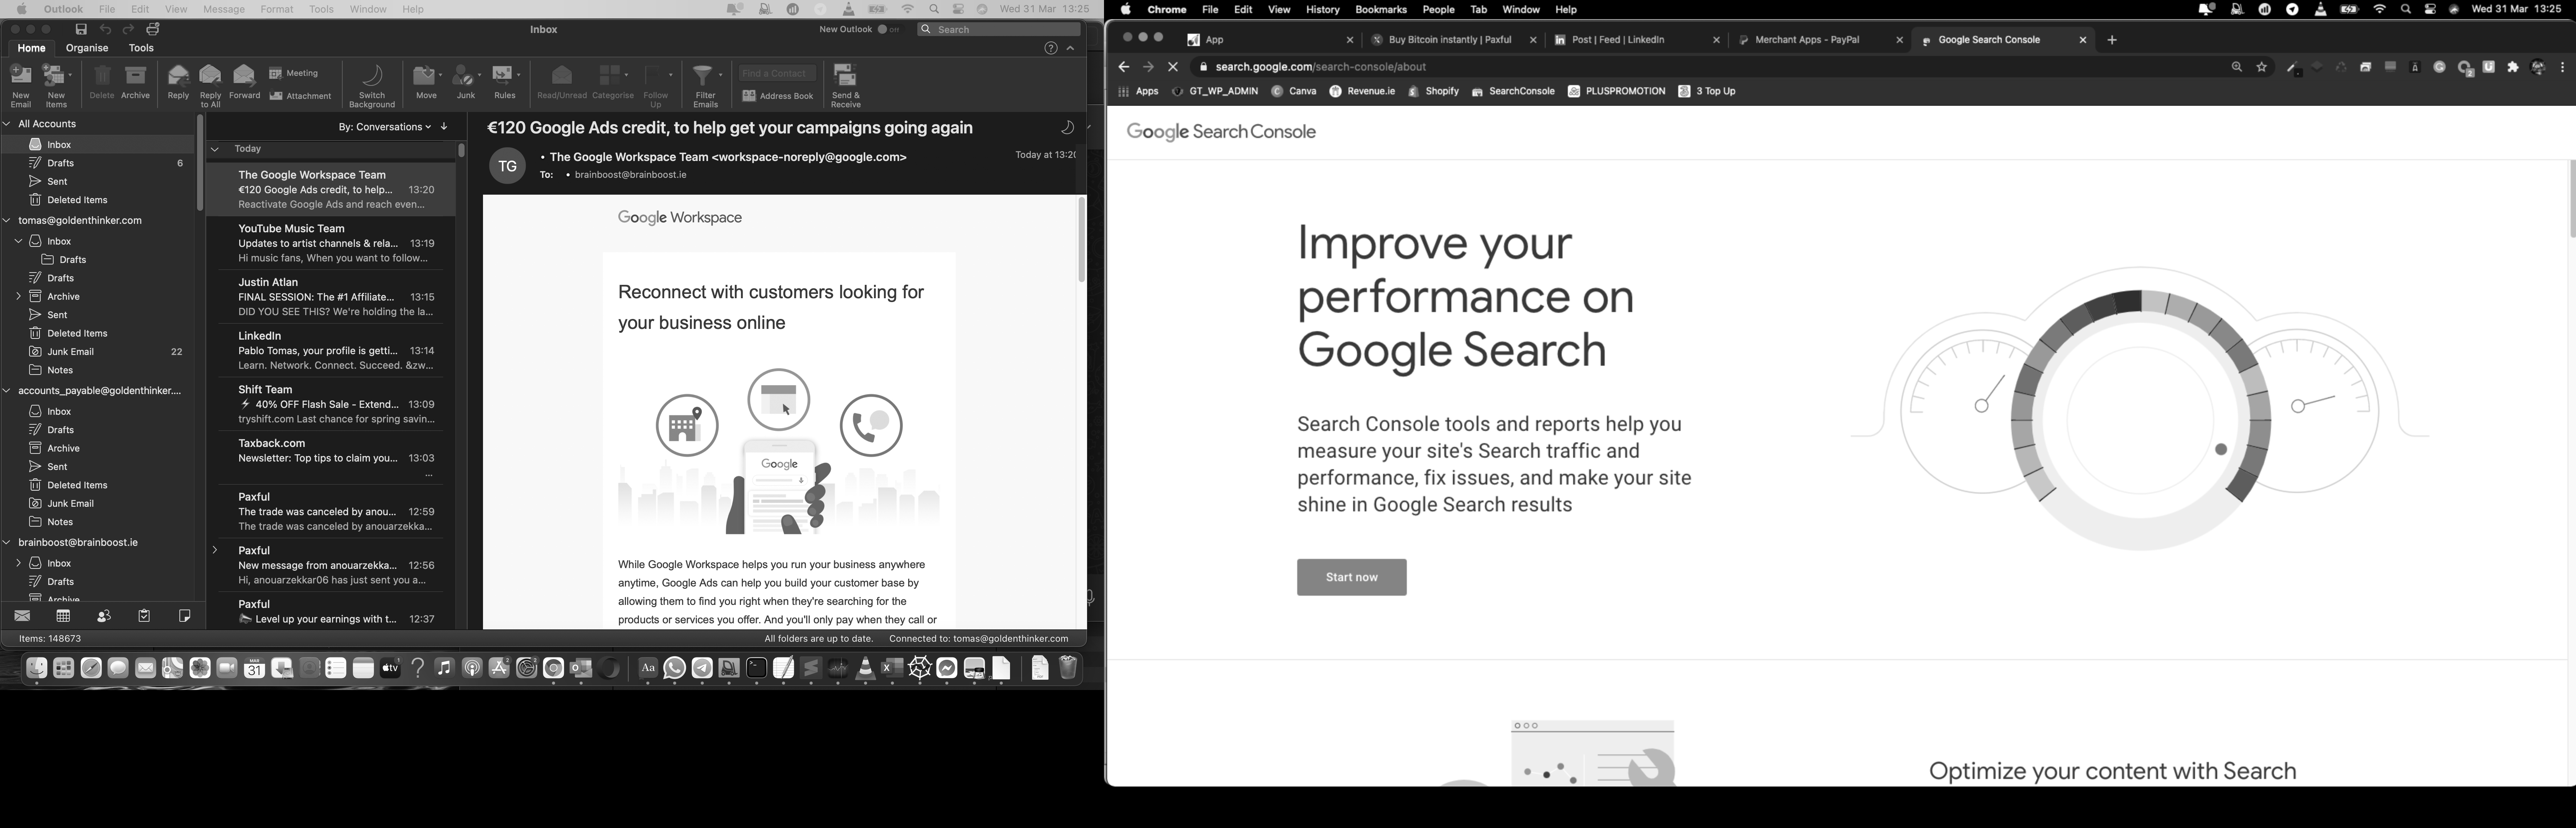 Outlook File Edit View Message Format Tools Window Help Wed 31 Mar 13:25
Inbox New Outlook Off Search
Home Organise Tools
New Email
New Items
Delete
Archive
Reply
Reply to All
Forward
Meeting
Attachment
Switch Background
Move
Junk
Rules
Read/Unread
Categorise
Follow Up
Filter Emails
Find a Contact
Address Book
Send & Receive
All Accounts
Inbox
Drafts 6
Sent
Deleted Items
tomas@goldenthinker.com
Inbox
Drafts
Drafts
Archive
Sent
Deleted Items
Junk Email 22
Notes
accounts_payable@goldenthinker....
Inbox
Drafts
Archive
Sent
Deleted Items
Junk Email
Notes
brainboost@brainboost.ie
Inbox
Drafts
Archive
Items: 148673
By: Conversations
Today
The Google Workspace Team
€120 Google Ads credit, to help... 13:20
Reactivate Google Ads and reach even...
YouTube Music Team
Updates to artist channels & rela... 13:19
Hi music fans, When you want to follow...
Justin Atlan
FINAL SESSION: The #1 Affiliate... 13:15
DID YOU SEE THIS? We're holding the la...
LinkedIn
Pablo Tomas, your profile is getti... 13:14
Learn. Network. Connect. Succeed. &zw...
Shift Team
⚡ 40% OFF Flash Sale - Extend... 13:09
tryshift.com Last chance for spring savin...
Taxback.com
Newsletter: Top tips to claim you... 13:03
...
Paxful
The trade was canceled by anou... 12:59
The trade was canceled by anouarzekka...
Paxful
New message from anouarzekka... 12:56
Hi, anouarzekkar06 has just sent you a...
Paxful
Level up your earnings with t... 12:37
€120 Google Ads credit, to help get your campaigns going again
TG
• The Google Workspace Team <workspace-noreply@google.com>
Today at 13:20
To: • brainboost@brainboost.ie
Google Workspace
Reconnect with customers looking for
your business online
Google
While Google Workspace helps you run your business anywhere
anytime, Google Ads can help you build your customer base by
allowing them to find you right when they're searching for the
products or services you offer. And you'll only pay when they call or
All folders are up to date. Connected to: tomas@goldenthinker.com
MAR
31
tv
Aa
X
Chrome File Edit View History Bookmarks People Tab Window Help Wed 31 Mar 13:25
App
Buy Bitcoin instantly | Paxful
Post | Feed | LinkedIn
Merchant Apps - PayPal
Google Search Console
search.google.com/search-console/about
Apps GT_WP_ADMIN Canva Revenue.ie Shopify SearchConsole PLUSPROMOTION 3 Top Up
Google Search Console
Improve your
performance on
Google Search
Search Console tools and reports help you
measure your site's Search traffic and
performance, fix issues, and make your site
shine in Google Search results
Start now
Optimize your content with Search